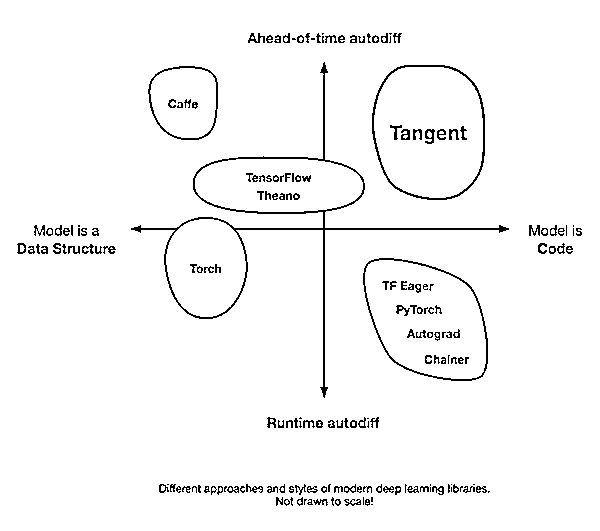 Ahead-of-time autodiff
Caffe
Tangent
TensorFlow
Theano
Model is a
Data Structure
Model is
Code
Torch
TF Eager
PyTorch
Autograd
Chainer
Runtime autodiff
Different approaches and styles of modern deep learning libraries.
Not drawn to scale!